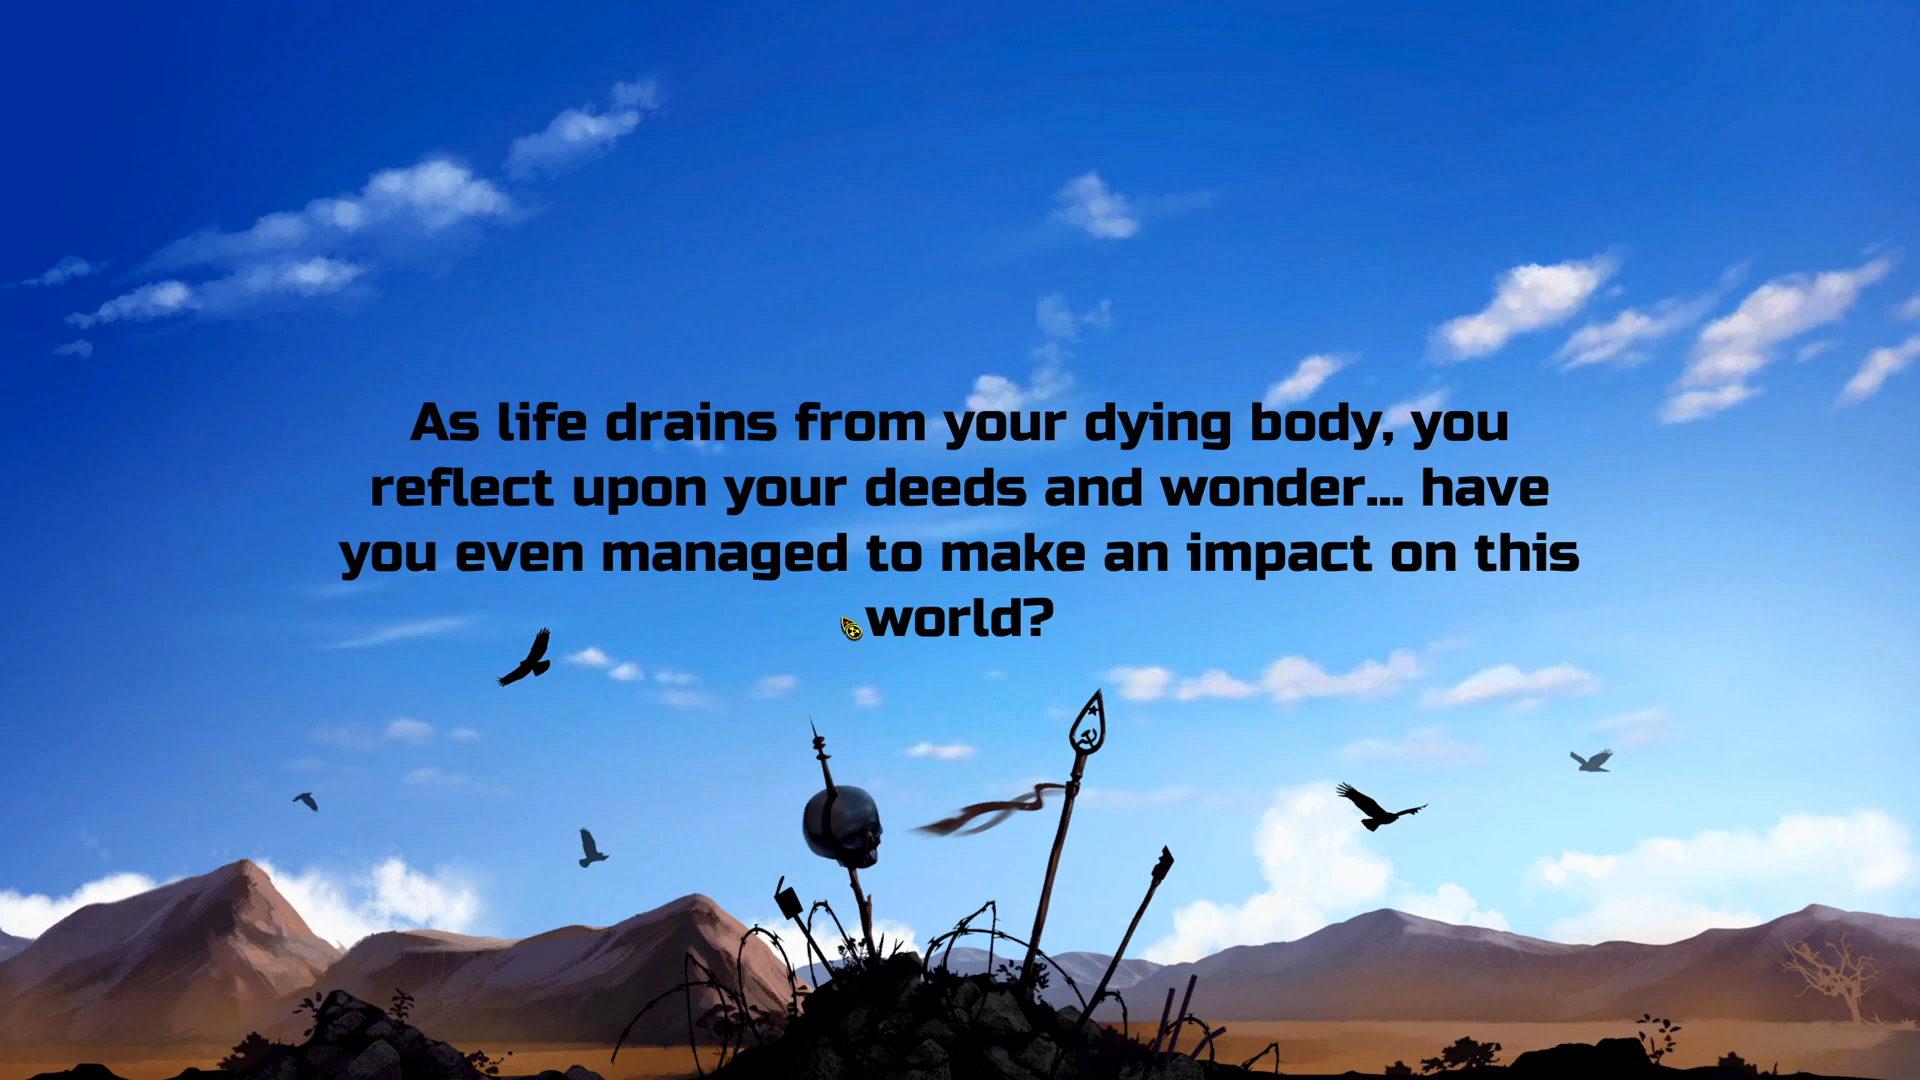 As life drains from your dying body, you
reflect upon your deeds and wonder... have
you even managed to make an impact on this
world?